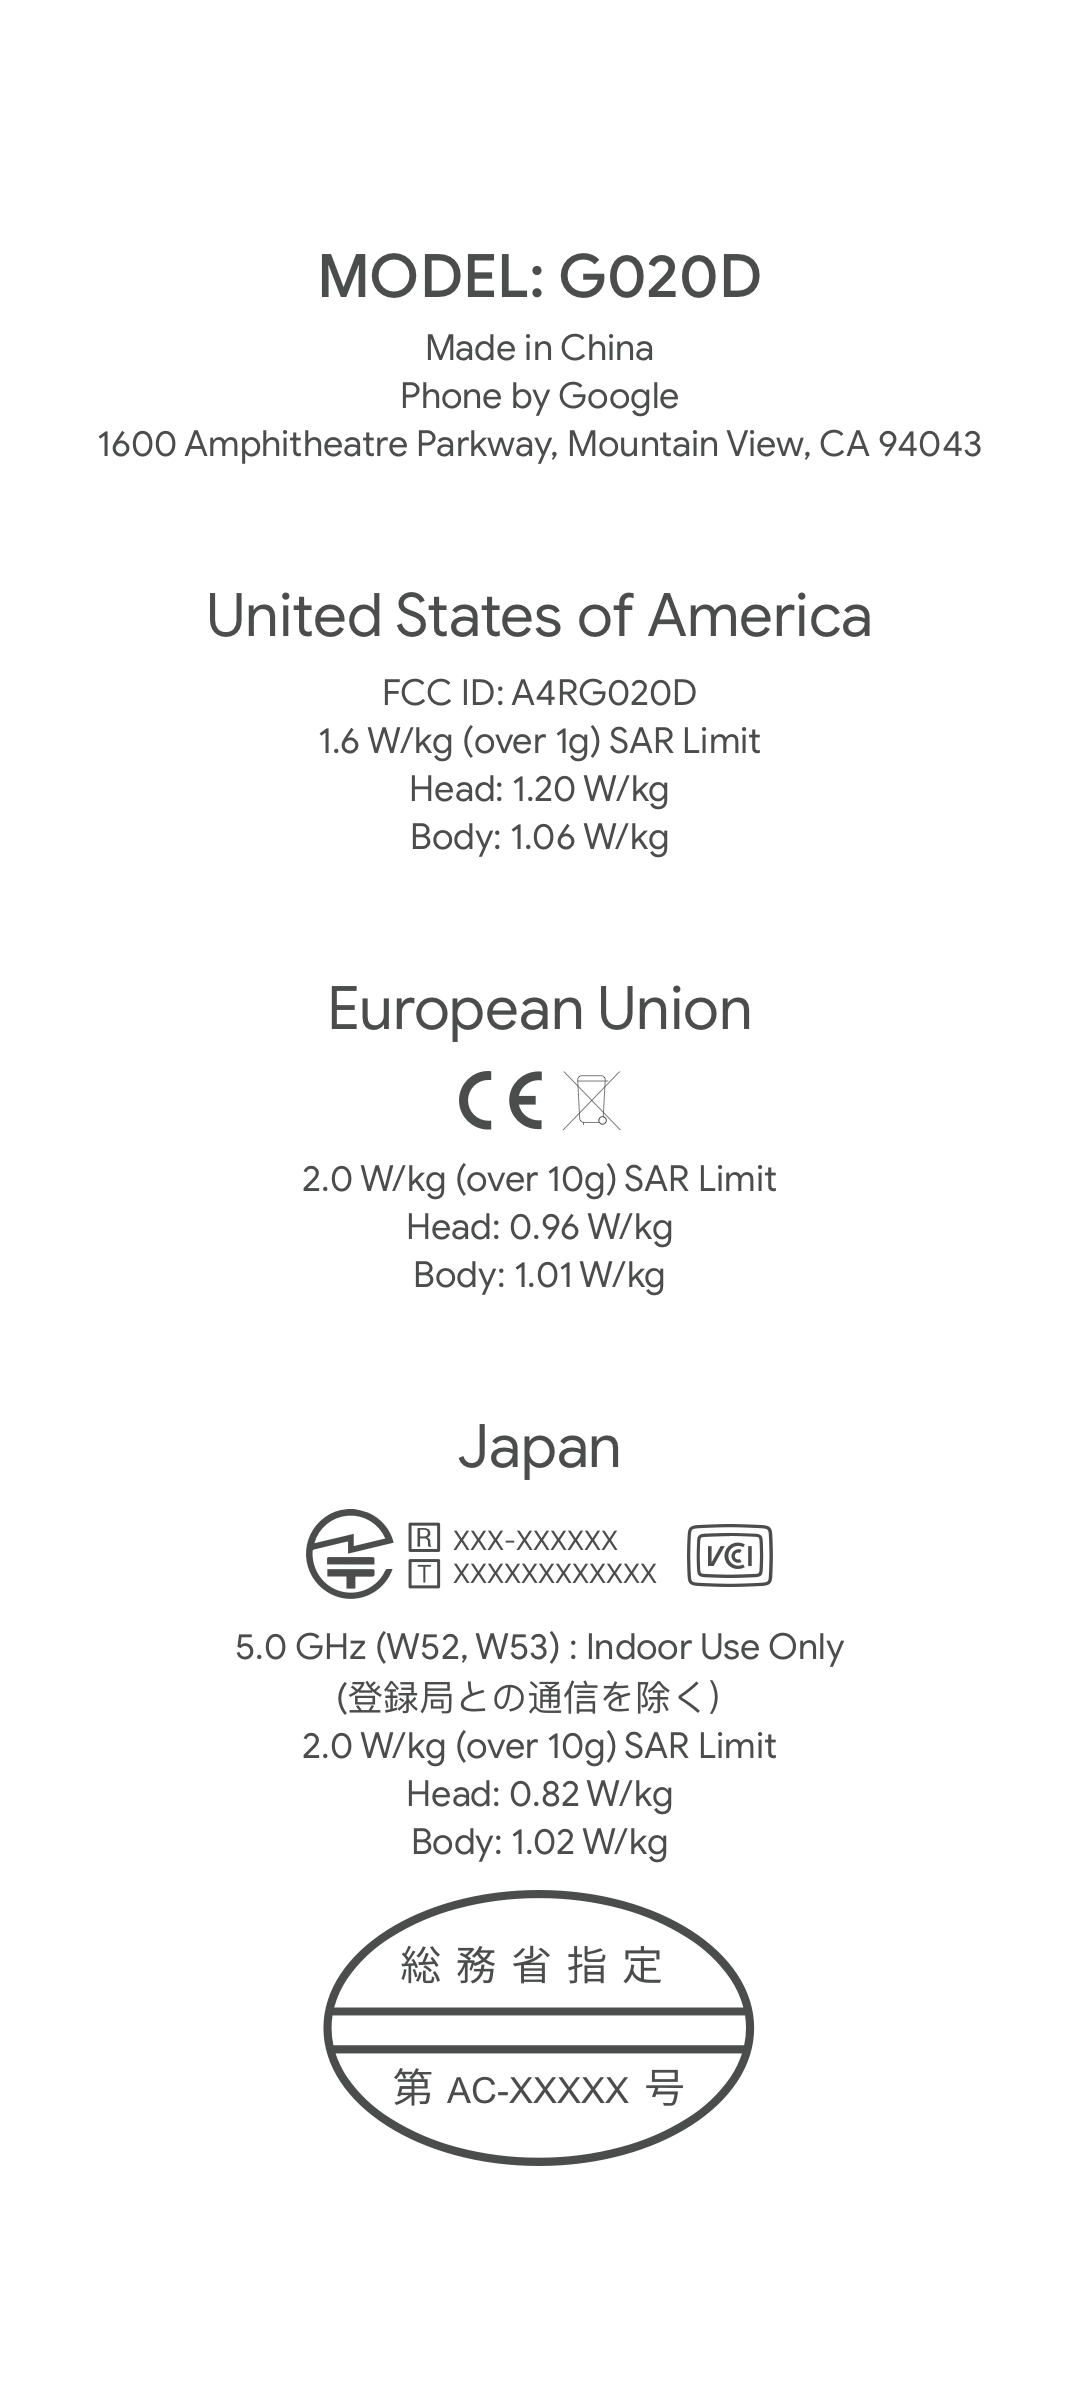 MODEL: G020D
Made in China
Phone by Google
1600 Amphitheatre Parkway, Mountain View, CA 94043
United States of America
FCC ID: A4RG020D
1.6 W/kg (over 1g) SAR Limit
Head: 1.20 W/kg
Body: 1.06 W/kg
European Union
CE
2.0 W/kg (over 10g) SAR Limit
Head: 0.96 W/kg
Body: 1.01 W/kg
Japan
R XXX-XXXXXX
T XXXXXXXXXXXX
VCCI
5.0 GHz (W52, W53) : Indoor Use Only
(登録局との通信を除く)
2.0 W/kg (over 10g) SAR Limit
Head: 0.82 W/kg
Body: 1.02 W/kg
総務省指定
第 AC-XXXXX 号